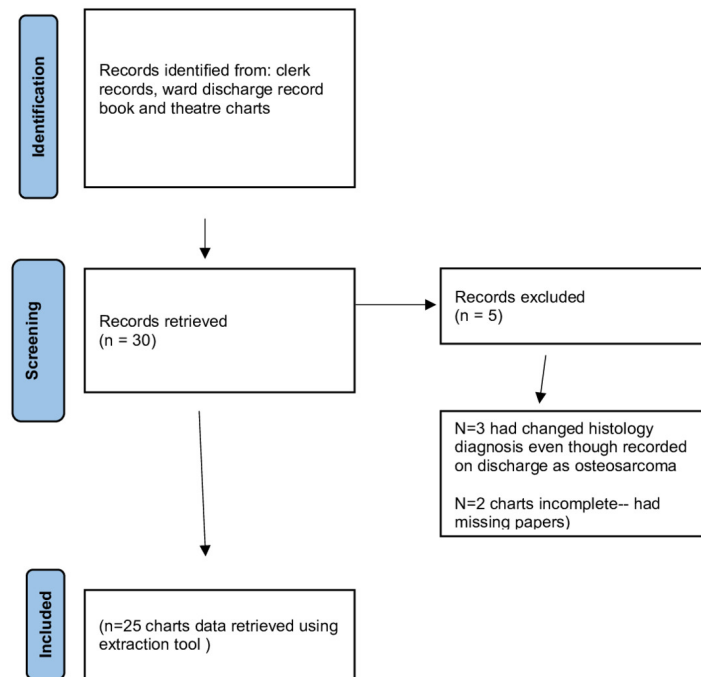 Identification
Records identified from: clerk
records, ward discharge record
book and theatre charts
Screening
Records retrieved
(n = 30)
Records excluded
(n = 5)
N=3 had changed histology
diagnosis even though recorded
on discharge as osteosarcoma
N=2 charts incomplete-- had
missing papers)
Included
(n=25 charts data retrieved using
extraction tool )